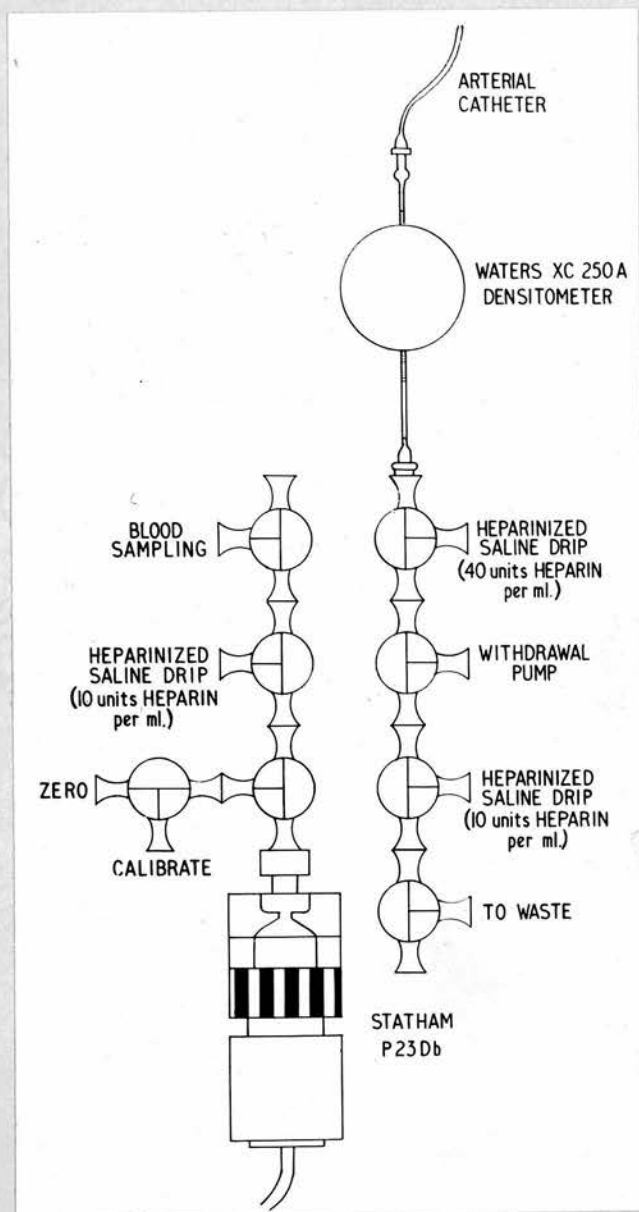 ARTERIAL
CATHETER
WATERS XC 250A
DENSITOMETER
BLOOD
SAMPLING
HEPARINIZED
SALINE DRIP
(40 units HEPARIN
per ml.)
HEPARINIZED
SALINE DRIP
(10 units HEPARIN
per ml.)
WITHDRAWAL
PUMP
ZERO
CALIBRATE
HEPARINIZED
SALINE DRIP
(10 units HEPARIN
per ml.)
TO WASTE
STATHAM
P23Db